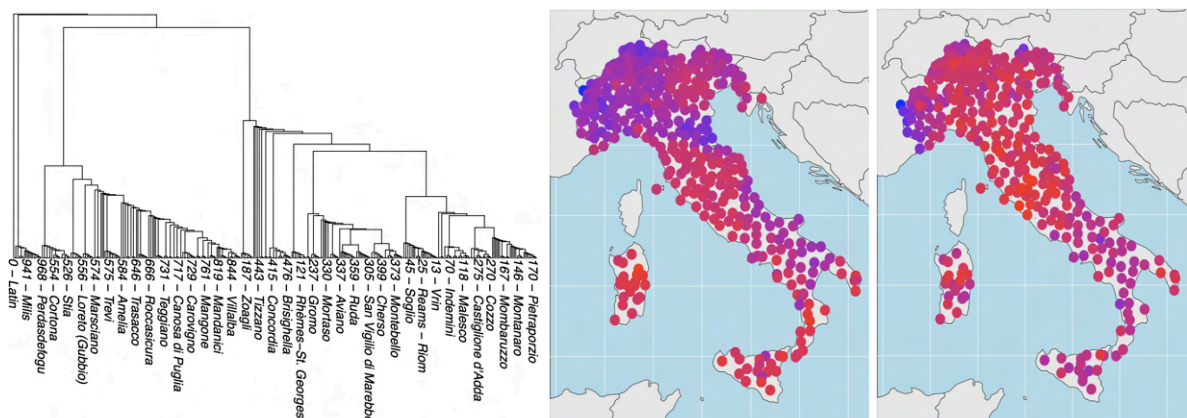 0 – Latin
941 – Milis
968 – Perdasdefogu
554 – Cortona
526 – Stia
556 – Loreto (Gubbio)
574 – Marsciano
575 – Trevi
584 – Amelia
646 – Trasacco
666 – Roccasicura
731 – Teggiano
717 – Canosa di Puglia
729 – Carovigno
761 – Mangone
819 – Mandanici
844 – Villalba
187 – Zoagli
443 – Tizzano
415 – Concordia
476 – Brisighella
121 – Rhêmes–St. Georges
237 – Gromo
330 – Mortaso
337 – Aviano
359 – Ruda
305 – San Vigilio di Marebbe
399 – Cherso
373 – Montebello
45 – Soglio
25 – Reams – Riom
13 – Vrin
70 – Indemini
118 – Malesco
275 – Castiglione d'Adda
270 – Cozzo
167 – Mombaruzzo
146 – Montanaro
170 – Pietraporzio